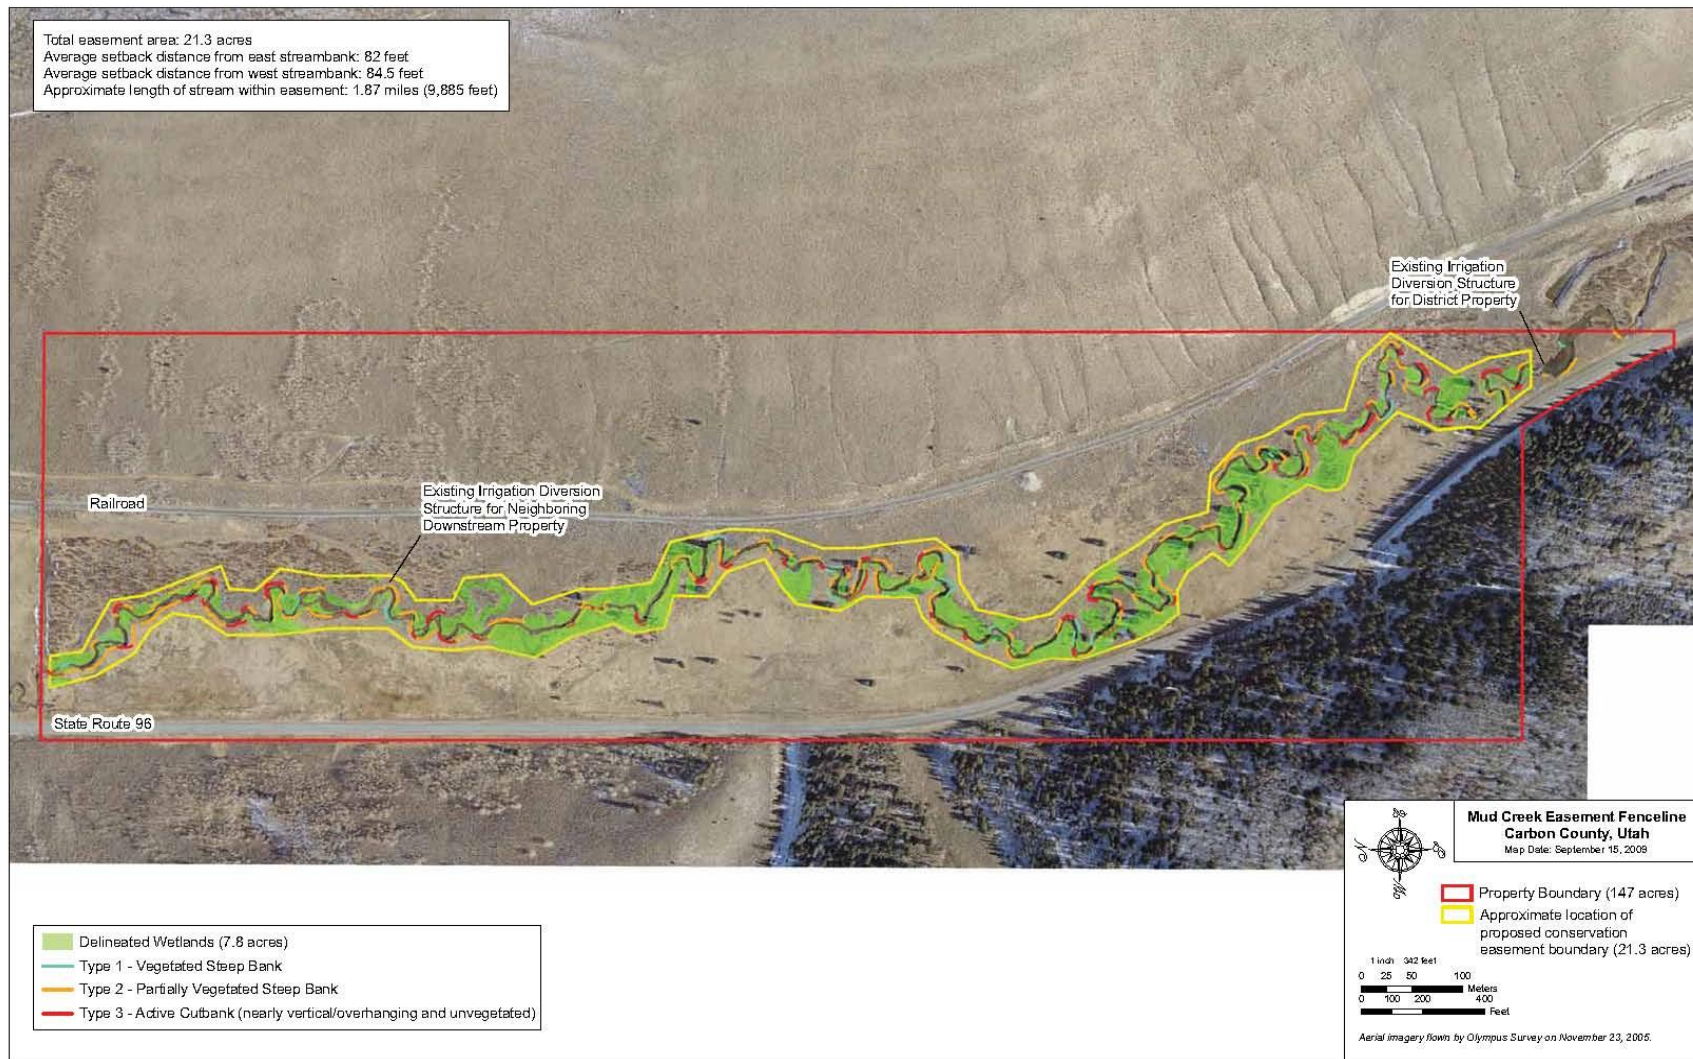 Total easement area: 21.3 acres
Average setback distance from east streambank: 82 feet
Average setback distance from west streambank: 84.5 feet
Approximate length of stream within easement: 1.87 miles (9,885 feet)
Existing Irrigation
Diversion Structure
for District Property
Railroad
Existing Irrigation Diversion
Structure for Neighboring
Downstream Property
State Route 96
Mud Creek Easement Fenceline
Carbon County, Utah
Map Date: September 15, 2009
Property Boundary (147 acres)
Approximate location of
proposed conservation
easement boundary (21.3 acres)
1 inch 342 feet
0 25 50 100
Meters
0 100 200 400
Feet
Aerial imagery flown by Olympus Survey on November 23, 2005.
Delineated Wetlands (7.8 acres)
Type 1 - Vegetated Steep Bank
Type 2 - Partially Vegetated Steep Bank
Type 3 - Active Cutbank (nearly vertical/overhanging and unvegetated)